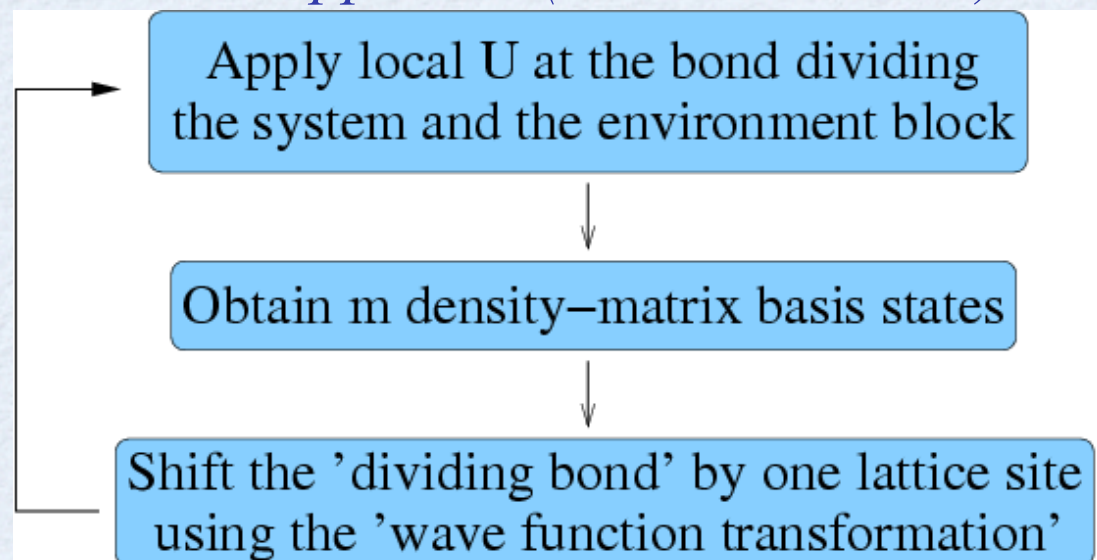 Apply local U at the bond dividing
the system and the environment block
Obtain m density−matrix basis states
Shift the ’dividing bond’ by one lattice site
using the ’wave function transformation’